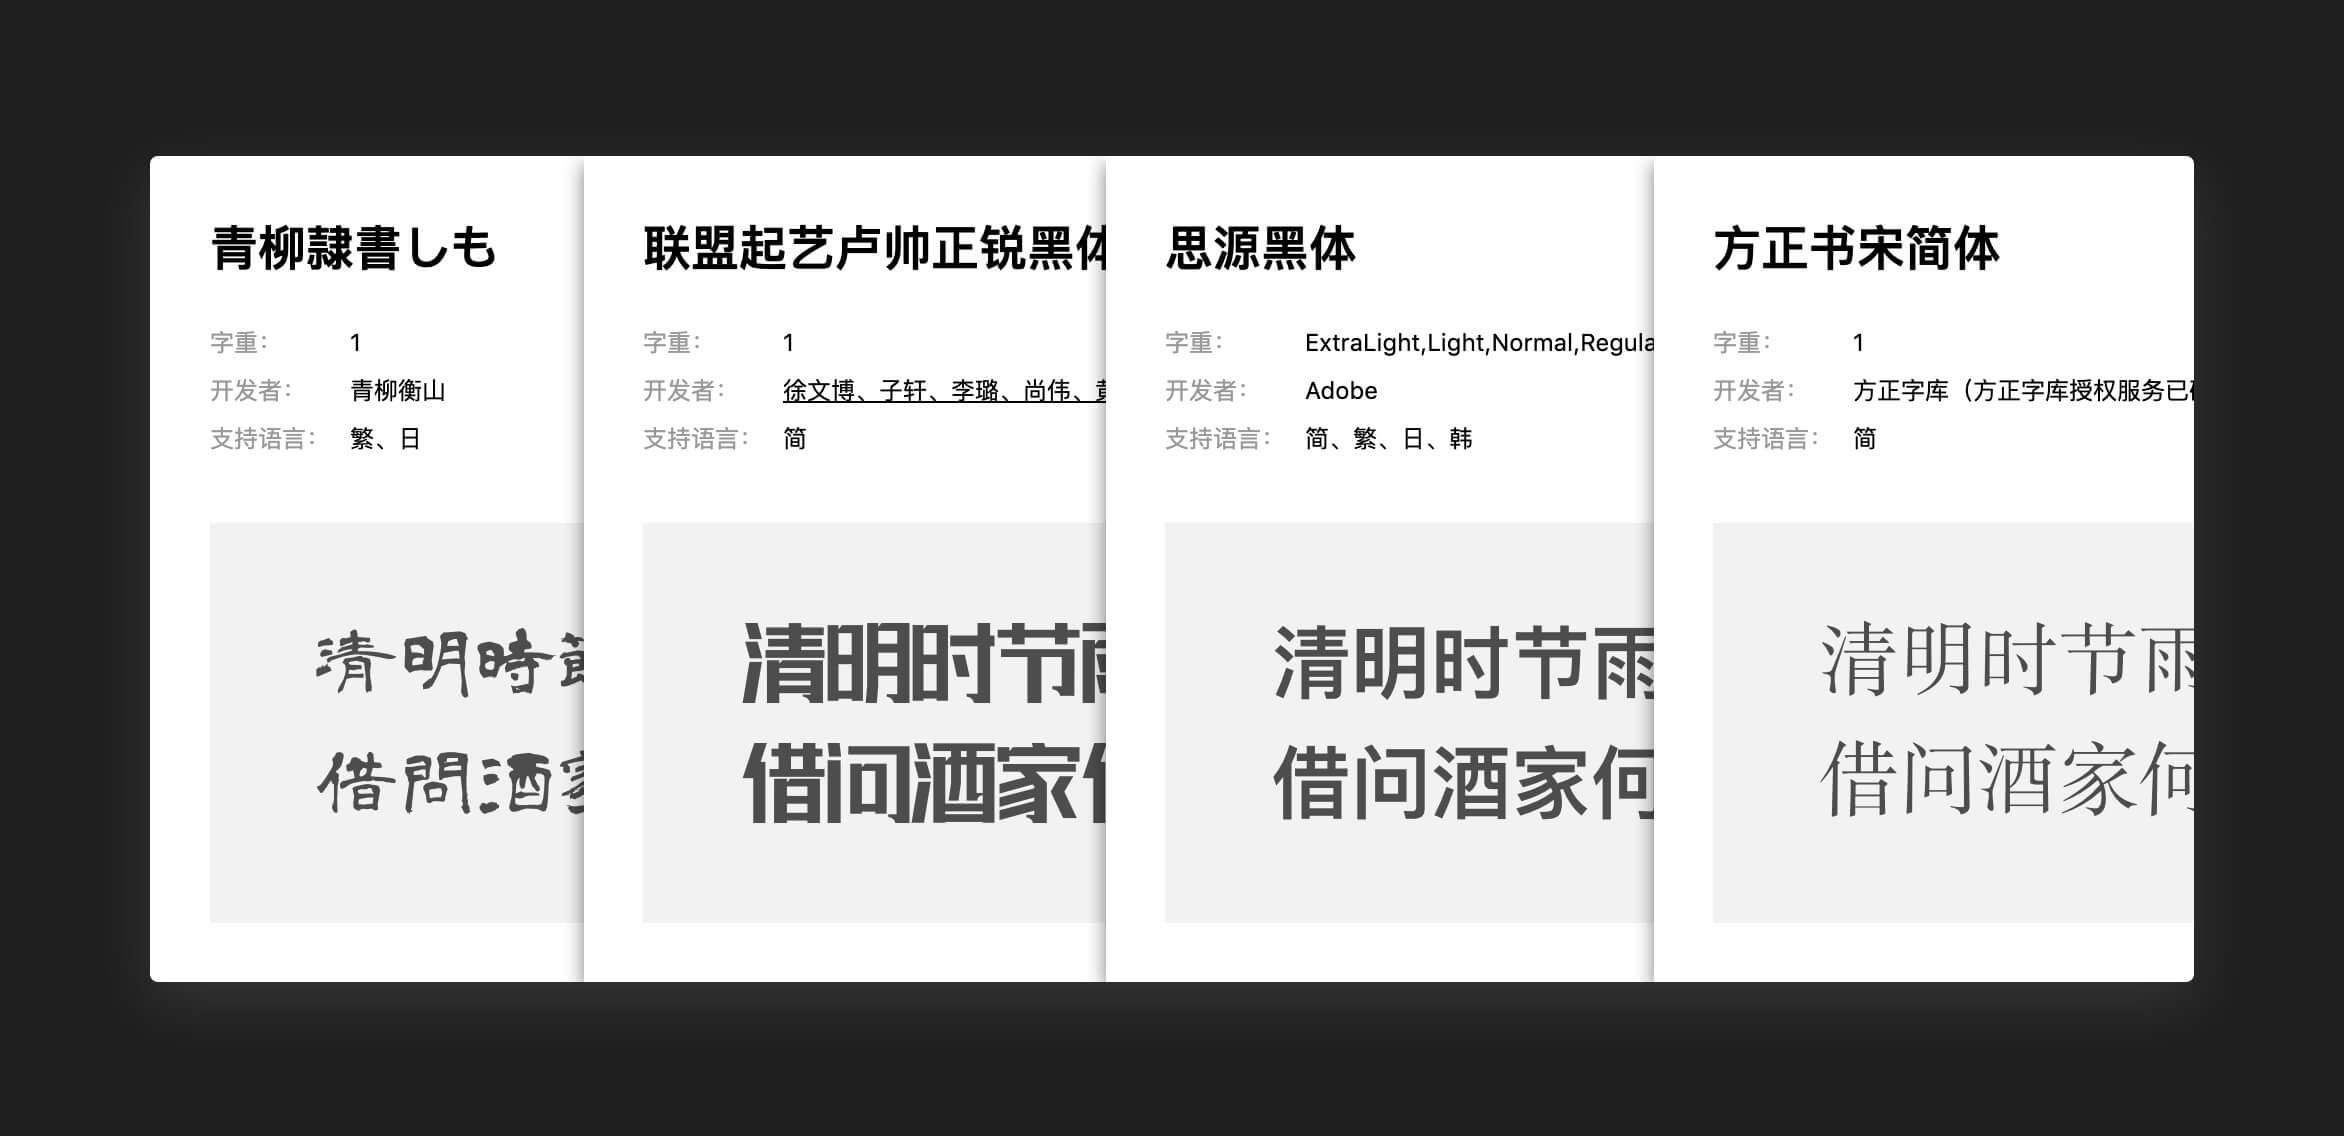 青柳隷書しも
字重： 1
开发者： 青柳衡山
支持语言： 繁、日
清明時
借問酒家
联盟起艺卢帅正锐黑体
字重： 1
开发者： 徐文博、子轩、李璐、尚伟、
支持语言： 简
清明时节雨
借问酒家
思源黑体
字重： ExtraLight,Light,Normal,Regula
开发者： Adobe
支持语言： 简、繁、日、韩
清明时节雨
借问酒家何
方正书宋简体
字重： 1
开发者： 方正字库（方正字库授权服务已
支持语言： 简
清明时节雨
借问酒家何